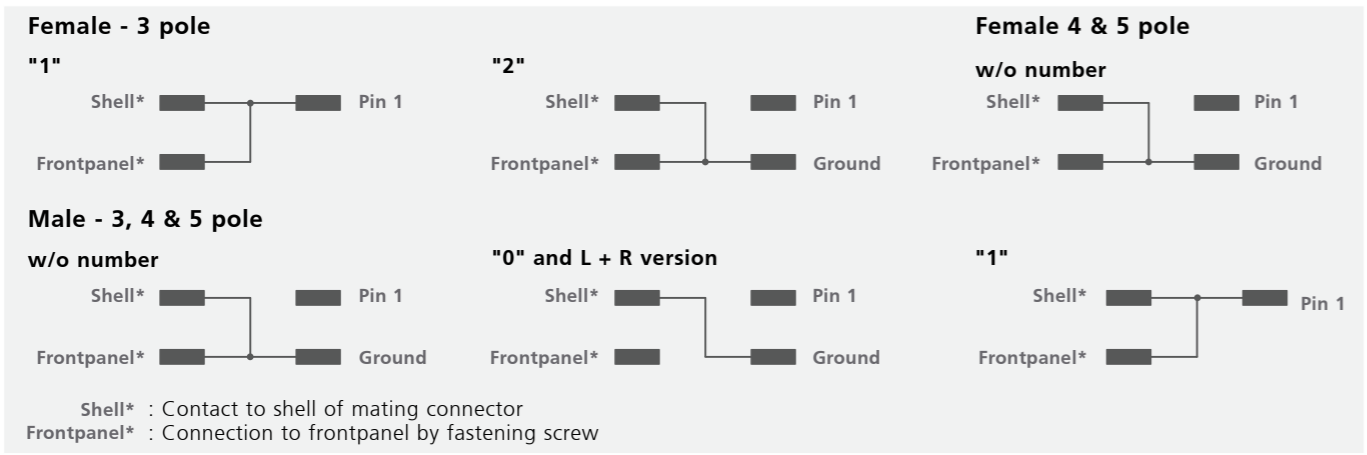 Female - 3 pole
Female 4 & 5 pole
"1"
"2"
w/o number
Shell* Pin 1
Shell* Pin 1
Shell* Pin 1
Frontpanel*
Frontpanel* Ground
Frontpanel* Ground
Male - 3, 4 & 5 pole
w/o number
"0" and L + R version
"1"
Shell* Pin 1
Shell* Pin 1
Shell* Pin 1
Frontpanel* Ground
Frontpanel* Ground
Frontpanel*
Shell* : Contact to shell of mating connector
Frontpanel* : Connection to frontpanel by fastening screw